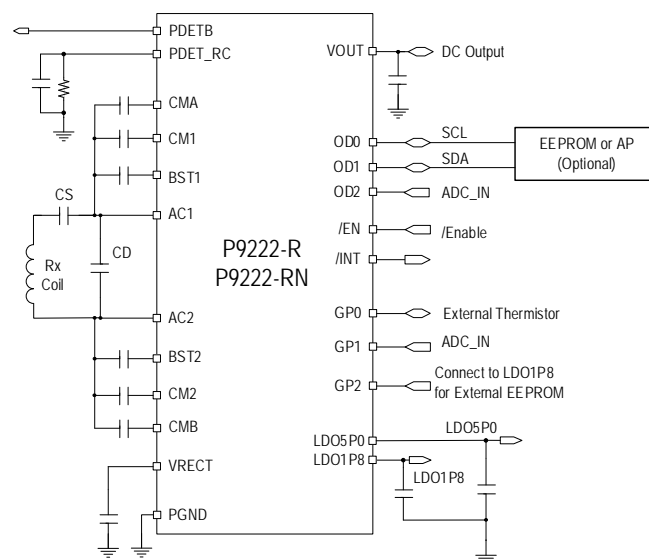 PDETB
PDET_RC
CMA
CM1
BST1
CS
AC1
CD
Rx
Coil
AC2
BST2
CM2
CMB
VRECT
PGND
P9222-R
P9222-RN
VOUT
DC Output
OD0
SCL
OD1
SDA
EEPROM or AP
(Optional)
OD2
ADC_IN
/EN
/Enable
/INT
GP0
External Thermistor
GP1
ADC_IN
GP2
Connect to LDO1P8
for External EEPROM
LDO5P0
LDO5P0
LDO1P8
LDO1P8